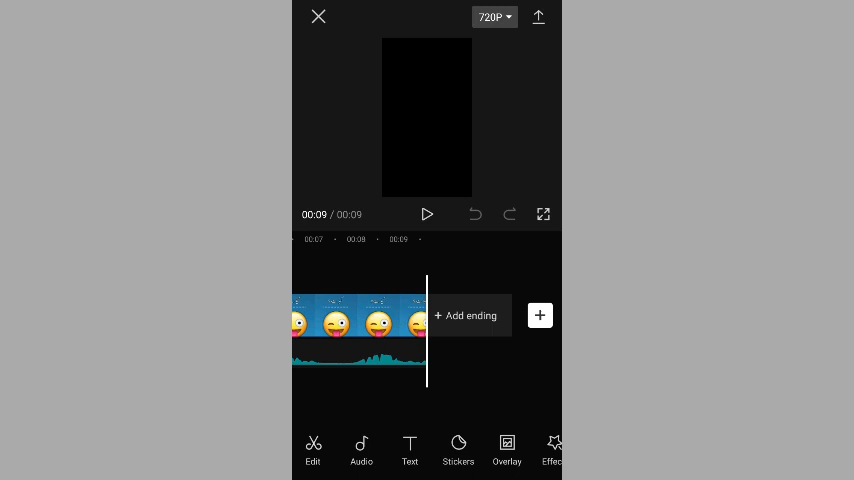 720P
00:09 / 00:09
00:07 00:08 00:09
+ Add ending
Edit Audio Text Stickers Overlay Effec